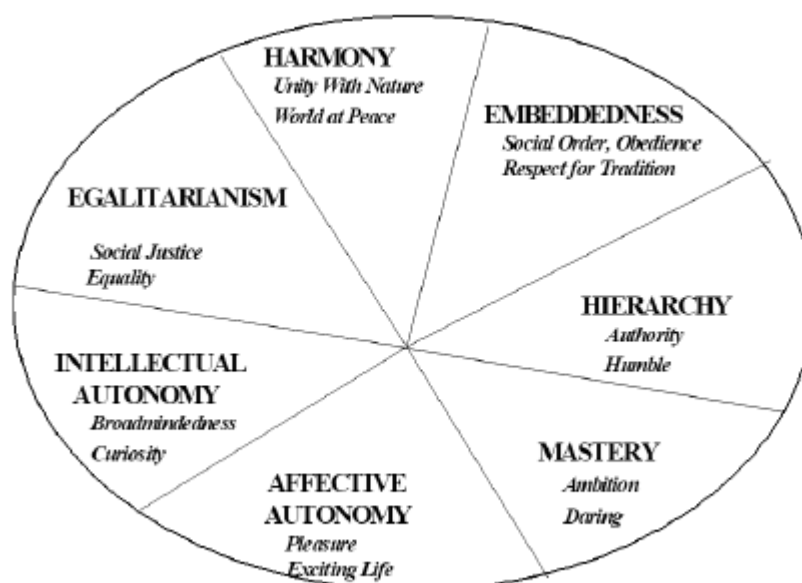 HARMONY
Unity With Nature
World at Peace
EMBEDDEDNESS
Social Order, Obedience
Respect for Tradition
EGALITARIANISM
Social Justice
Equality
HIERARCHY
Authority
Humble
INTELLECTUAL
AUTONOMY
Broadmindedness
Curiosity
MASTERY
Ambition
Daring
AFFECTIVE
AUTONOMY
Pleasure
Exciting Life